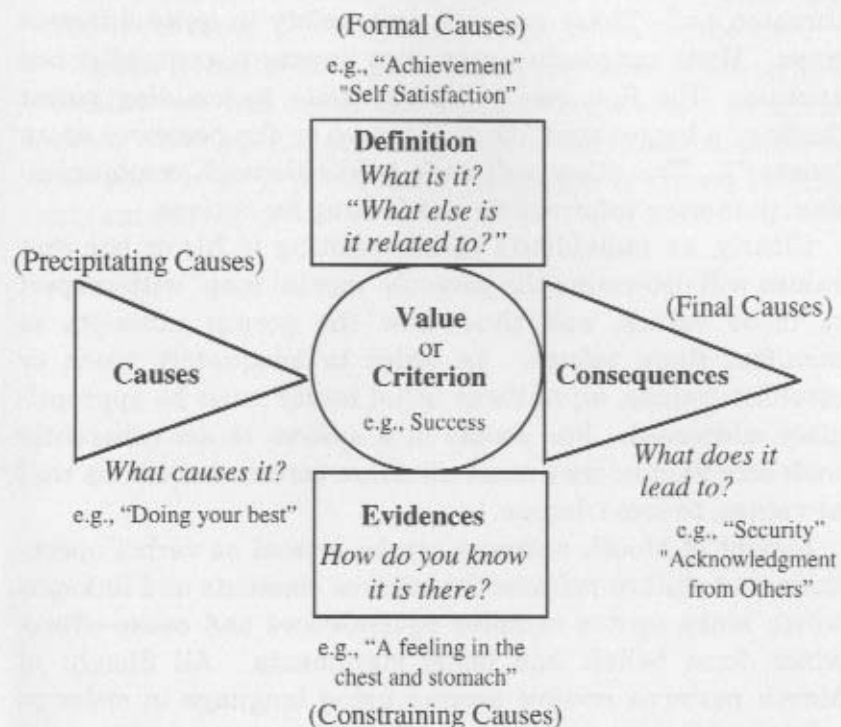 (Formal Causes)
e.g., “Achievement”
"Self Satisfaction"
Definition
What is it?
“What else is
it related to?”
(Precipitating Causes)
Causes
What causes it?
e.g., “Doing your best”
Value
or
Criterion
e.g., Success
(Final Causes)
Consequences
What does it
lead to?
e.g., “Security”
"Acknowledgment
from Others”
Evidences
How do you know
it is there?
e.g., “A feeling in the
chest and stomach”
(Constraining Causes)